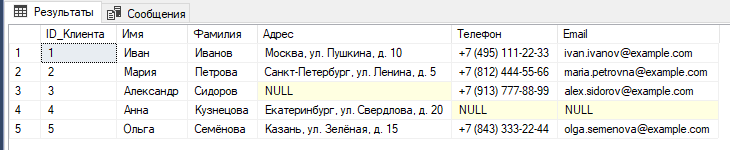 Результаты Сообщения
ID_Клиента Имя Фамилия Адрес Телефон Email
1 1 Иван Иванов Москва, ул. Пушкина, д. 10 +7 (495) 111-22-33 ivan.ivanov@example.com
2 2 Мария Петрова Санкт-Петербург, ул. Ленина, д. 5 +7 (812) 444-55-66 maria.petrovna@example.com
3 3 Александр Сидоров NULL +7 (913) 777-88-99 alex.sidorov@example.com
4 4 Анна Кузнецова Екатеринбург, ул. Свердлова, д. 20 NULL NULL
5 5 Ольга Семёнова Казань, ул. Зелёная, д. 15 +7 (843) 333-22-44 olga.semenova@example.com